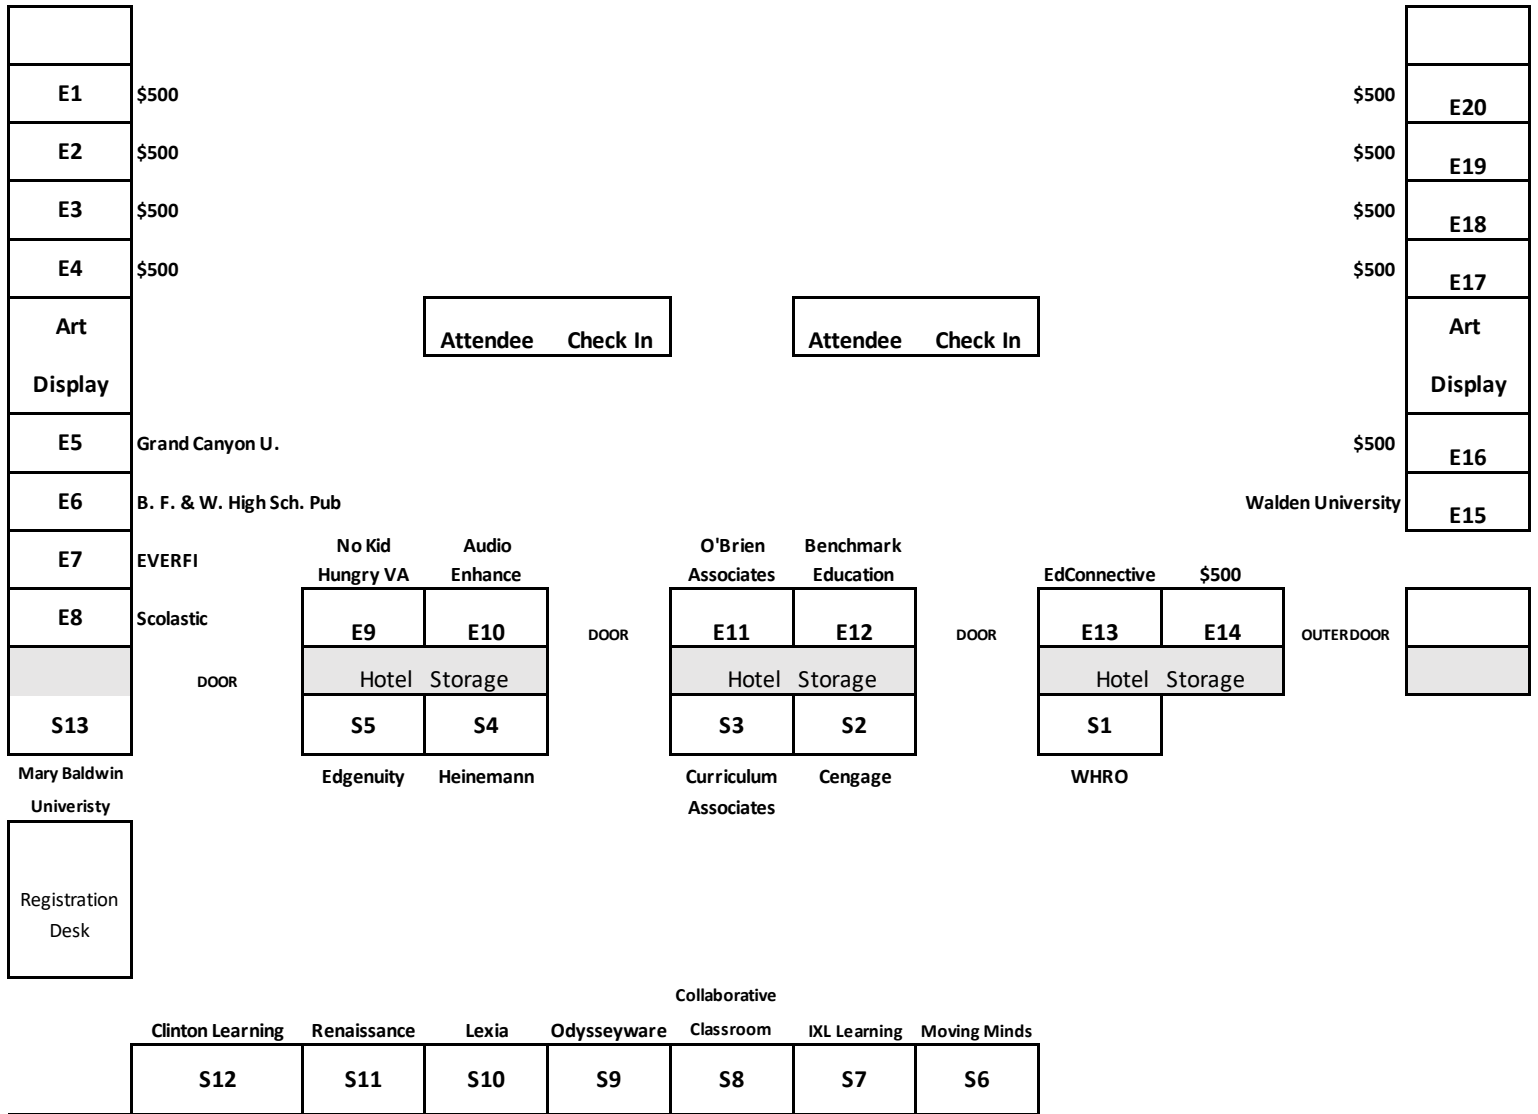 E1 $500 $500 E20
E2 $500 $500 E19
E3 $500 $500 E18
E4 $500 $500 E17
Art Art
Attendee Check In Attendee Check In
Display Display
E5 Grand Canyon U. $500 E16
E6 B. F. & W. High Sch. Pub Walden University E15
No Kid Audio O'Brien Benchmark
E7 EVERFI Hungry VA Enhance Associates Education EdConnective $500
E8 Scolastic E9 E10 DOOR E11 E12 DOOR E13 E14 OUTER DOOR
DOOR Hotel Storage Hotel Storage Hotel Storage
S13 S5 S4 S3 S2 S1
Mary Baldwin Edgenuity Heinemann Curriculum Cengage WHRO
Univeristy Associates
Registration
Desk
Collaborative
Clinton Learning Renaissance Lexia Odysseyware Classroom IXL Learning Moving Minds
S12 S11 S10 S9 S8 S7 S6